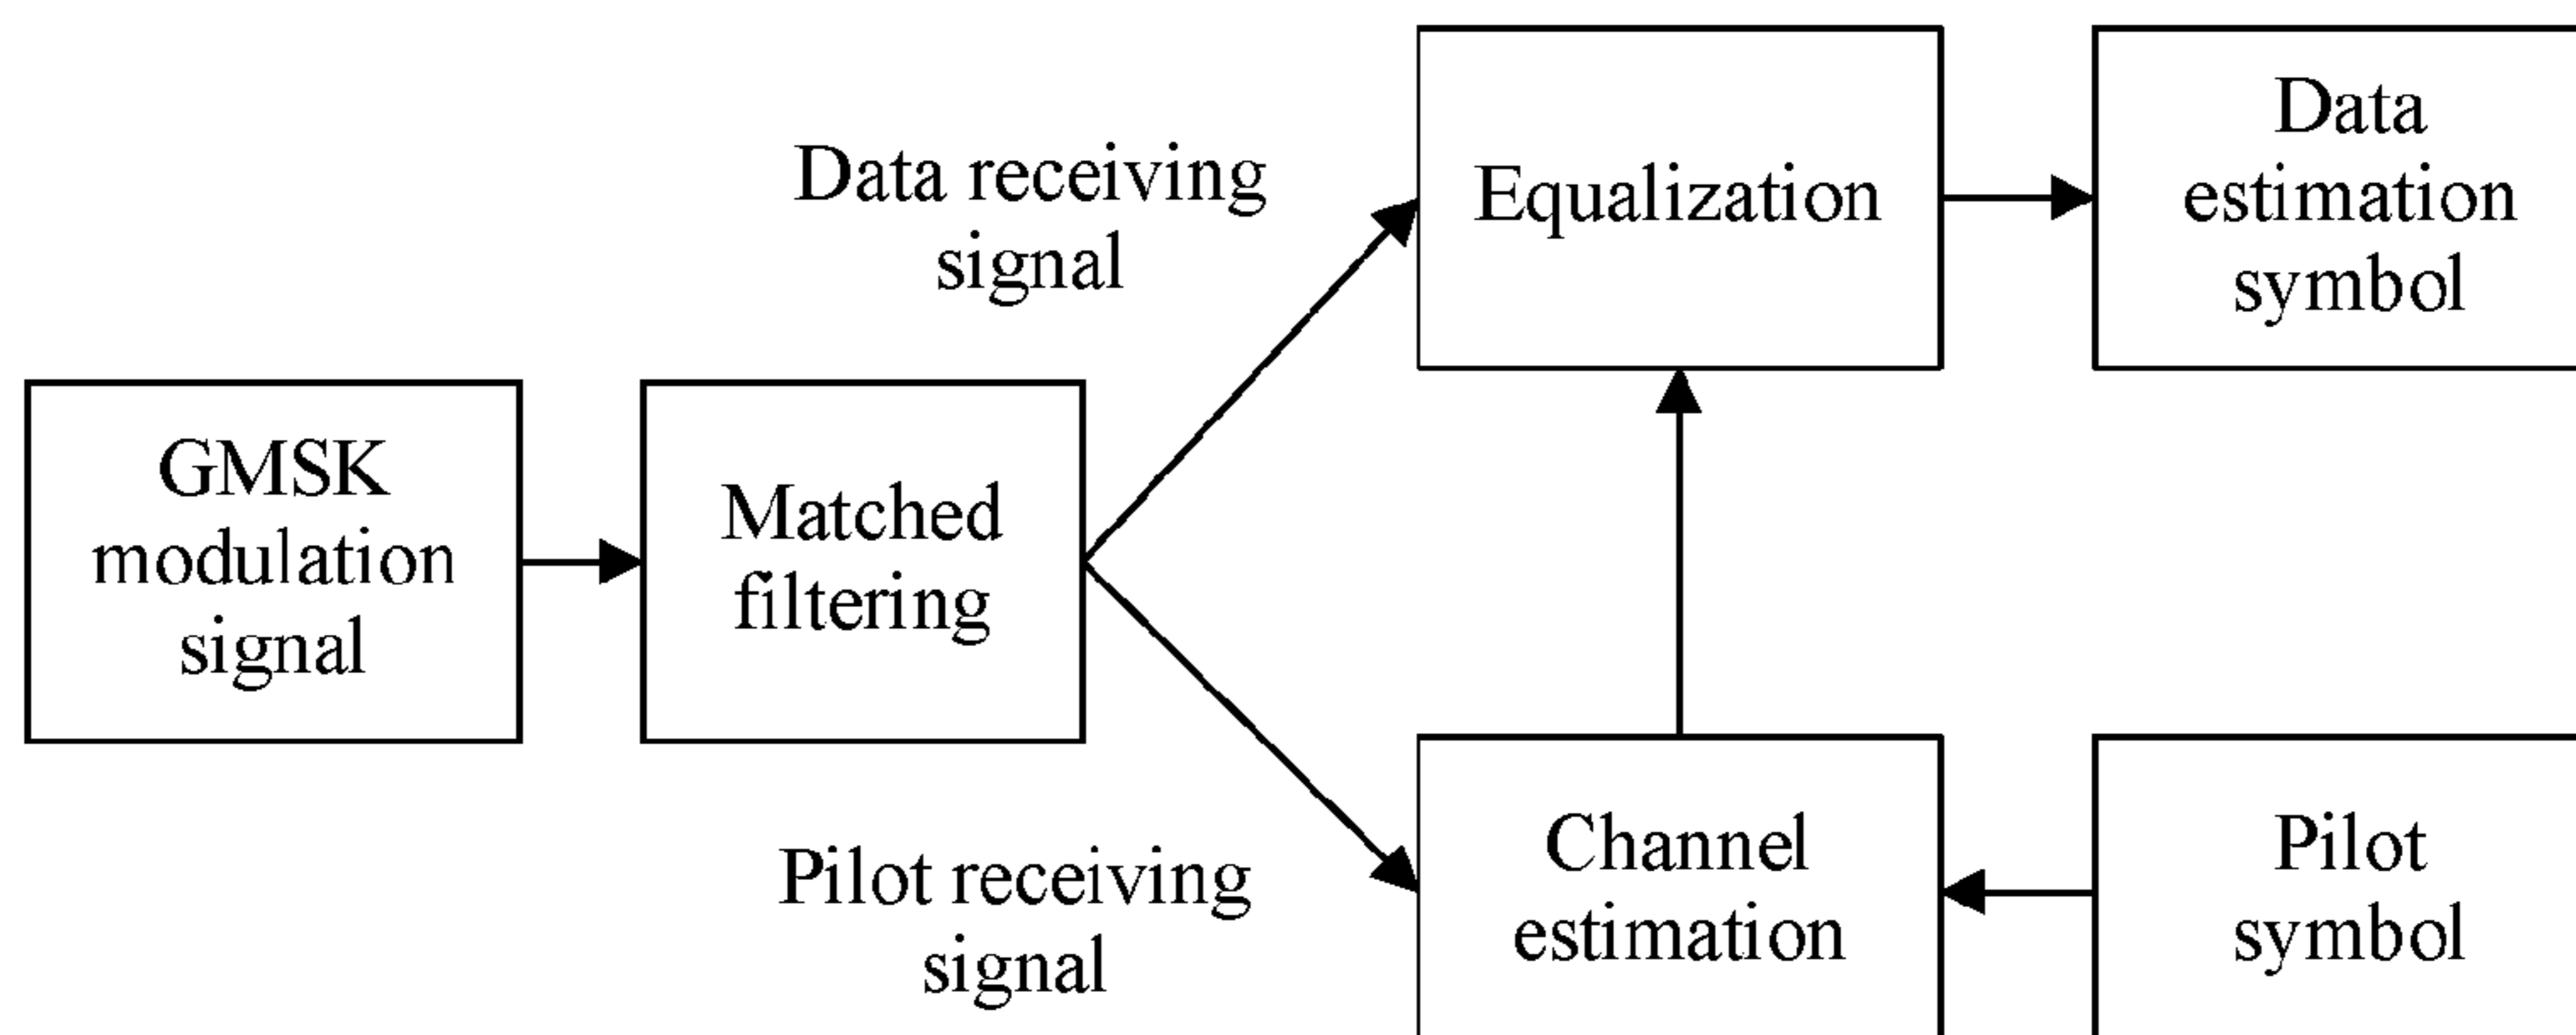 GMSK
modulation
signal
Matched
filtering
Data receiving
signal
Pilot receiving
signal
Equalization
Data
estimation
symbol
Channel
estimation
Pilot
symbol